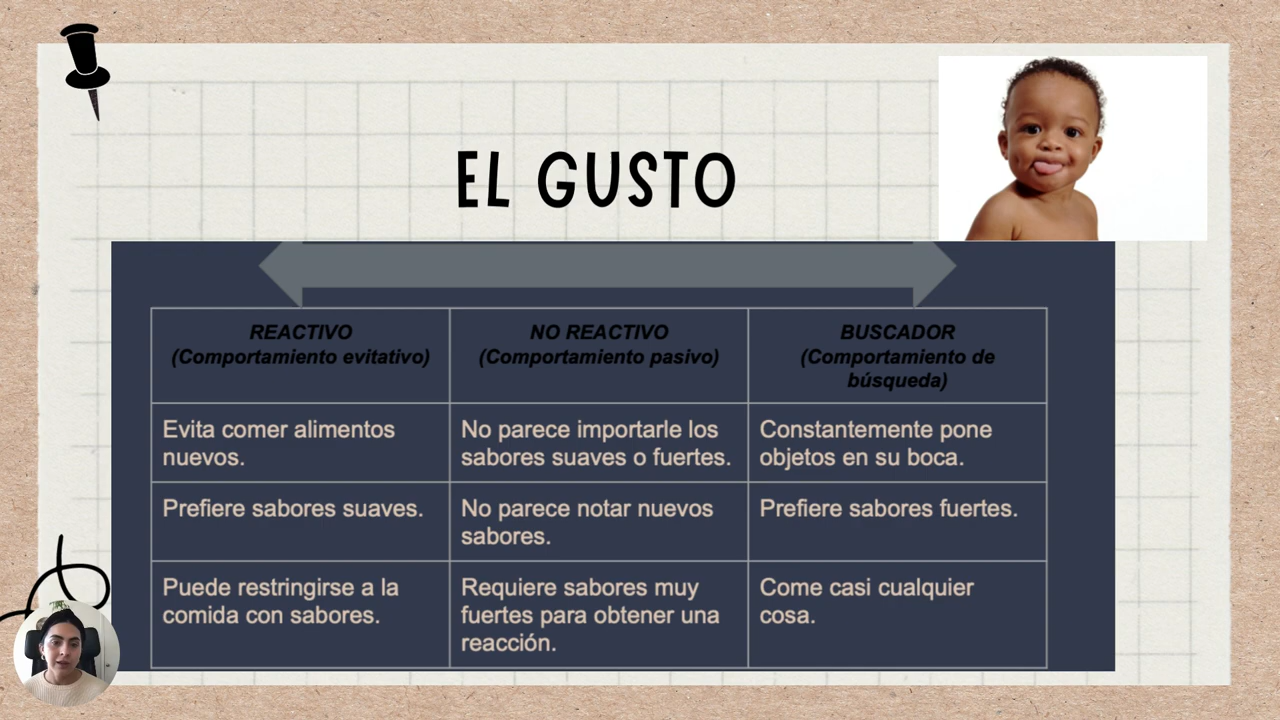 EL GUSTO
REACTIVO
(Comportamiento evitativo)
NO REACTIVO
(Comportamiento pasivo)
BUSCADOR
(Comportamiento de
búsqueda)
Evita comer alimentos
nuevos.
No parece importarle los
sabores suaves o fuertes.
Constantemente pone
objetos en su boca.
Prefiere sabores suaves.
No parece notar nuevos
sabores.
Prefiere sabores fuertes.
Puede restringirse a la
comida con sabores.
Requiere sabores muy
fuertes para obtener una
reacción.
Come casi cualquier
cosa.